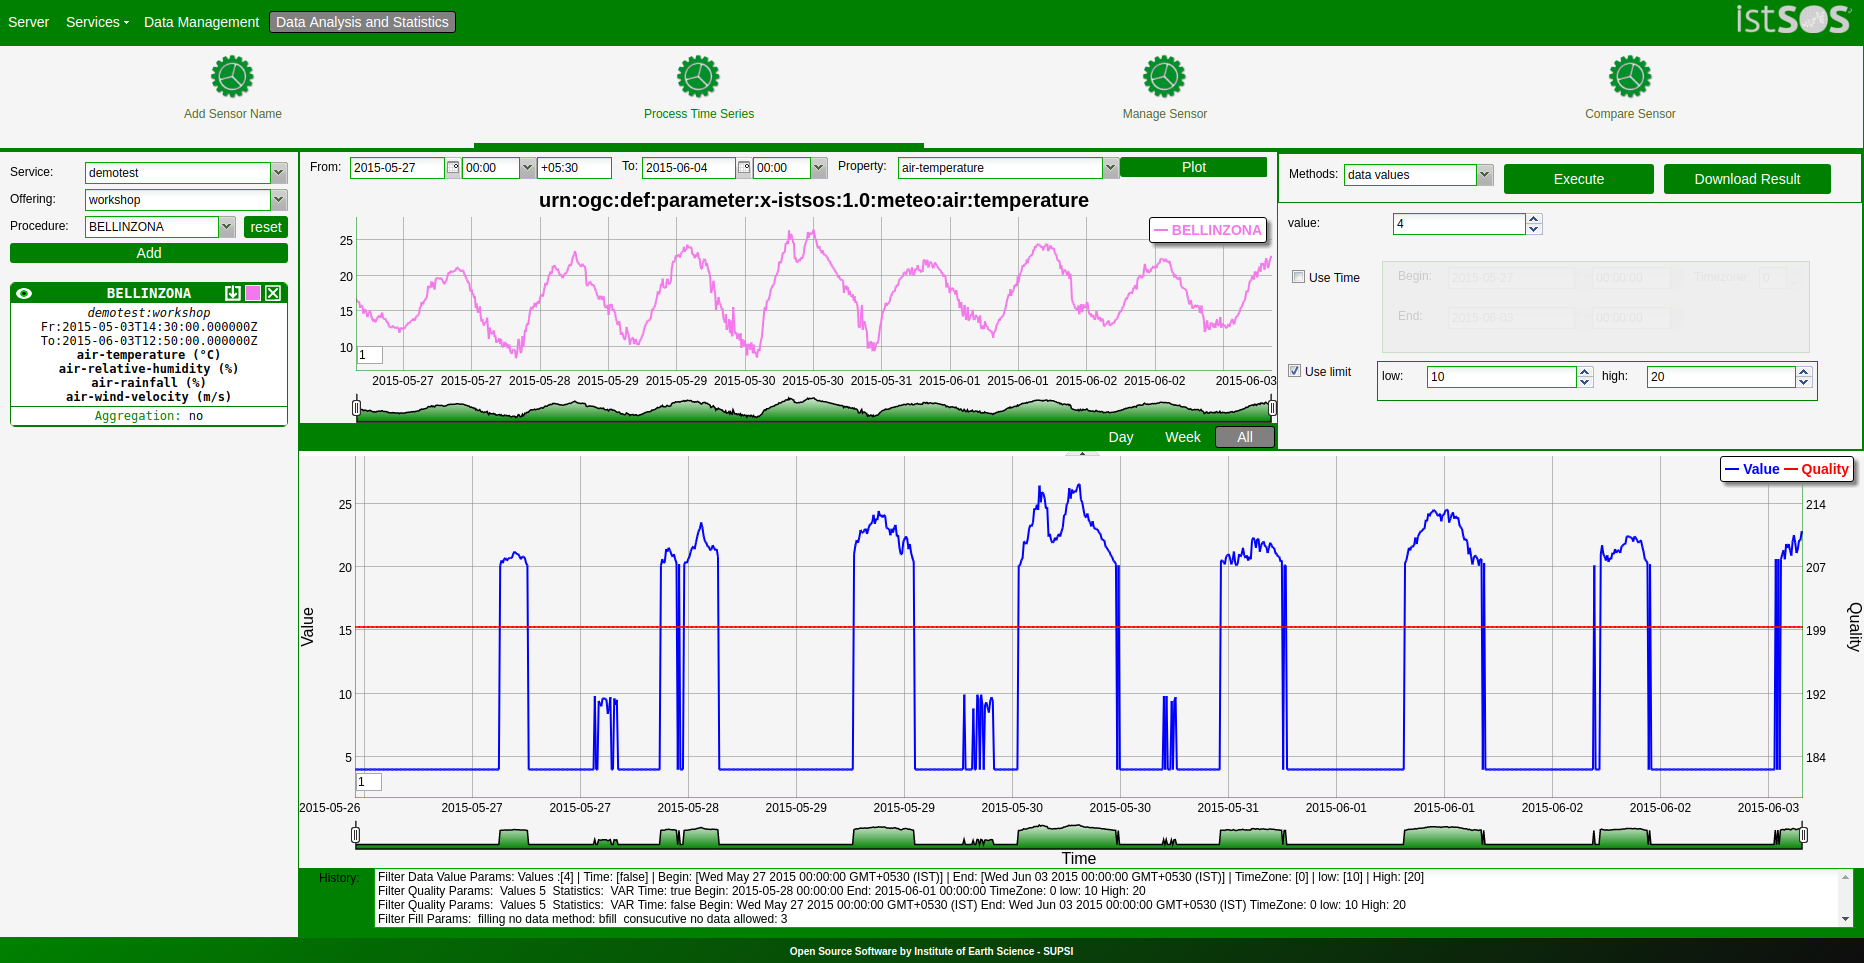 Server Services Data Management Data Analysis and Statistics istSOS
Add Sensor Name Process Time Series Manage Sensor Compare Sensor
Service: demotest
Offering: workshop
Procedure: BELLINZONA reset
Add
BELLINZONA
demotest:workshop
Fr:2015-05-03T14:30:00.000000Z
To:2015-06-03T12:50:00.000000Z
air-temperature (°C)
air-relative-humidity (%)
air-rainfall (%)
air-wind-velocity (m/s)
Aggregation: no
From: 2015-05-27 00:00 +05:30 To: 2015-06-04 00:00 Property: air-temperature Plot
urn:ogc:def:parameter:x-istsos:1.0:meteo:air:temperature
BELLINZONA
25
20
15
10
1
2015-05-27 2015-05-27 2015-05-28 2015-05-29 2015-05-29 2015-05-30 2015-05-30 2015-05-31 2015-06-01 2015-06-01 2015-06-02 2015-06-02 2015-06-03
Day Week All
Methods: data values Execute Download Result
value: 4
Use Time Begin: 2015-05-27 00:00:00 Timezone: 0
End: 2015-06-03 00:00:00
Use limit low: 10 high: 20
Value Quality
25 214
20 207
15 199
10 192
5 184
Value
Quality
1
2015-05-26 2015-05-27 2015-05-27 2015-05-28 2015-05-29 2015-05-29 2015-05-30 2015-05-30 2015-05-31 2015-06-01 2015-06-01 2015-06-02 2015-06-02 2015-06-03
Time
History: Filter Data Value Params: Values :[4] | Time: [false] | Begin: [Wed May 27 2015 00:00:00 GMT+0530 (IST)] | End: [Wed Jun 03 2015 00:00:00 GMT+0530 (IST)] | TimeZone: [0] | low: [10] | High: [20]
Filter Quality Params: Values 5 Statistics: VAR Time: true Begin: 2015-05-28 00:00:00 End: 2015-06-01 00:00:00 TimeZone: 0 low: 10 High: 20
Filter Quality Params: Values 5 Statistics: VAR Time: false Begin: Wed May 27 2015 00:00:00 GMT+0530 (IST) End: Wed Jun 03 2015 00:00:00 GMT+0530 (IST) TimeZone: 0 low: 10 High: 20
Filter Fill Params: filling no data method: bfill consucutive no data allowed: 3
Open Source Software by Institute of Earth Science - SUPSI